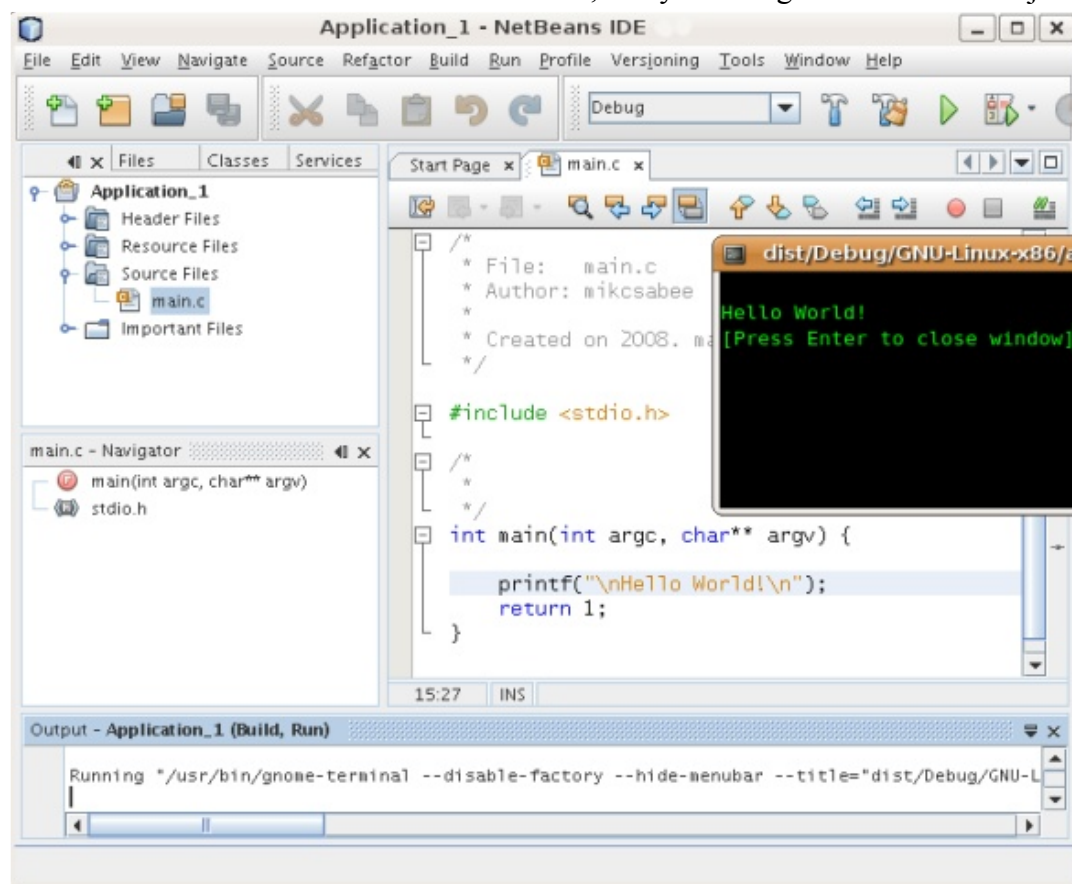 Application_1 - NetBeans IDE
File Edit View Navigate Source Refactor Build Run Profile Versioning Tools Window Help
Debug
Files Classes Services
Start Page main.c
Application_1
Header Files
Resource Files
Source Files
main.c
Important Files
main.c - Navigator
main(int argc, char** argv)
stdio.h
/*
* File: main.c
* Author: mikcsabee
*
* Created on 2008.
*/
#include <stdio.h>
/*
*
*/
int main(int argc, char** argv) {
printf("\nHello World!\n");
return 1;
}
dist/Debug/GNU-Linux-x86/a
Hello World!
[Press Enter to close window]
15:27 INS
Output - Application_1 (Build, Run)
Running "/usr/bin/gnome-terminal --disable-factory --hide-menubar --title="dist/Debug/GNU-L